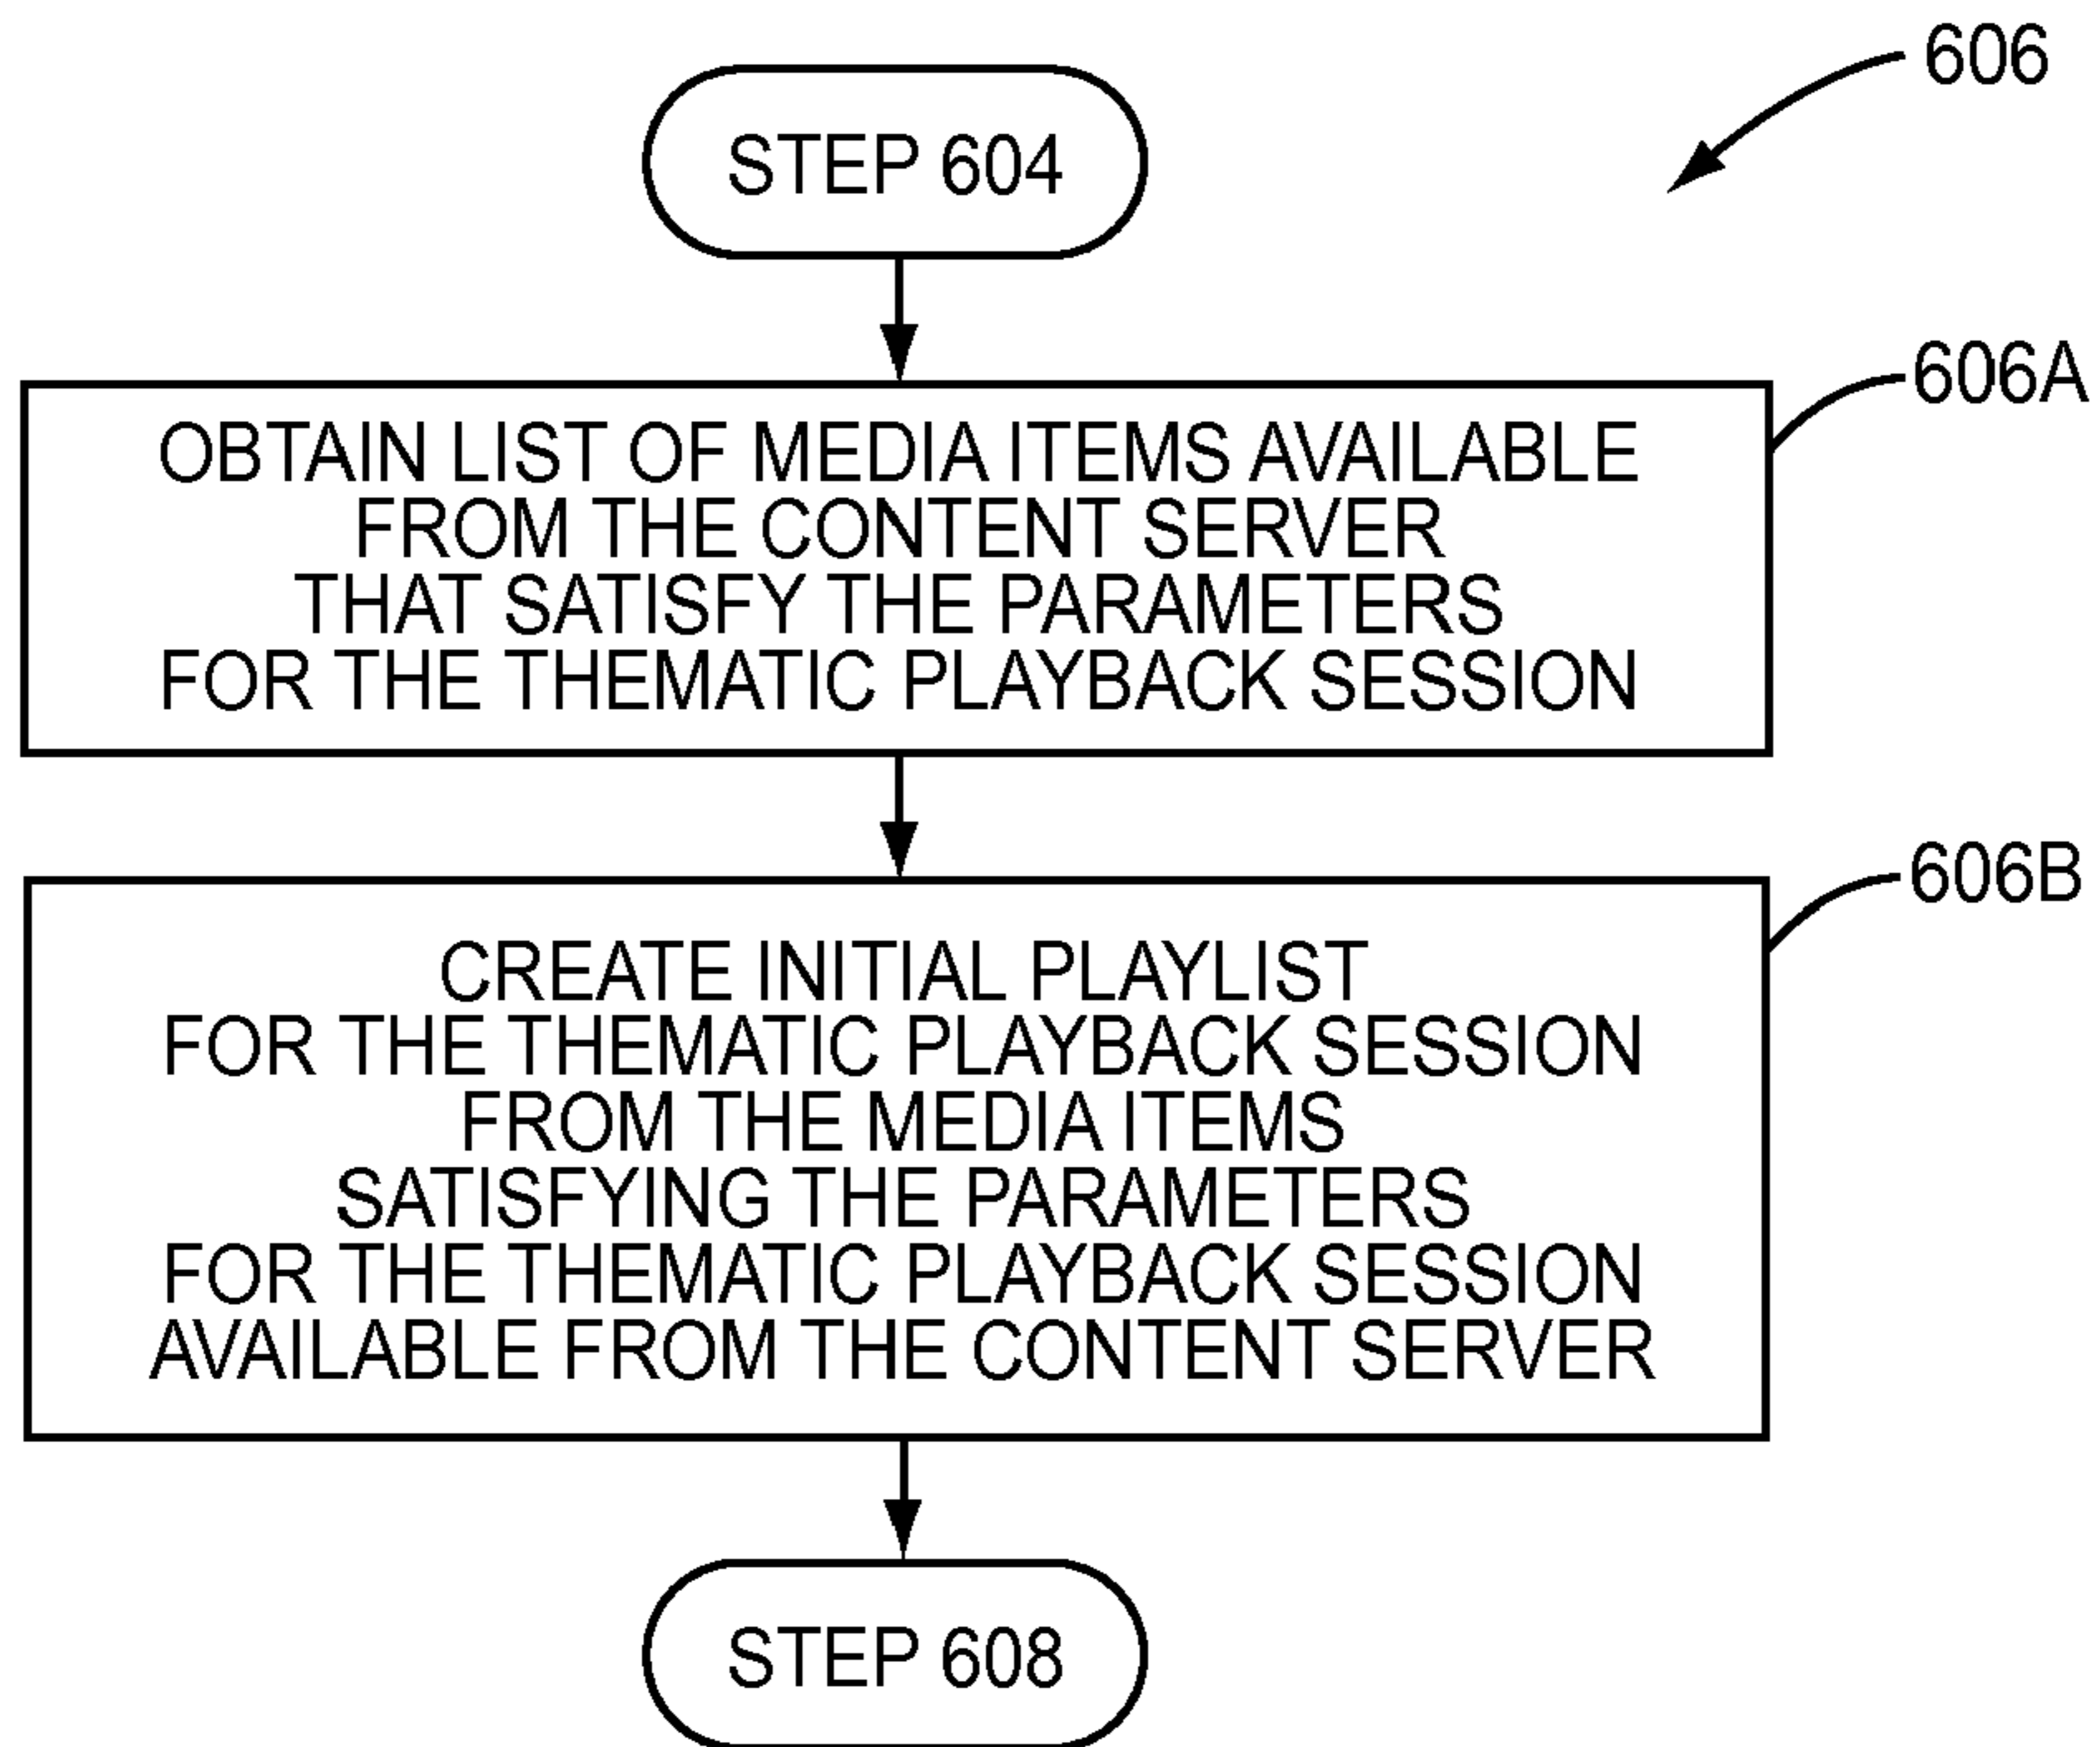 606
STEP 604
606A
OBTAIN LIST OF MEDIA ITEMS AVAILABLE
FROM THE CONTENT SERVER
THAT SATISFY THE PARAMETERS
FOR THE THEMATIC PLAYBACK SESSION
606B
CREATE INITIAL PLAYLIST
FOR THE THEMATIC PLAYBACK SESSION
FROM THE MEDIA ITEMS
SATISFYING THE PARAMETERS
FOR THE THEMATIC PLAYBACK SESSION
AVAILABLE FROM THE CONTENT SERVER
STEP 608